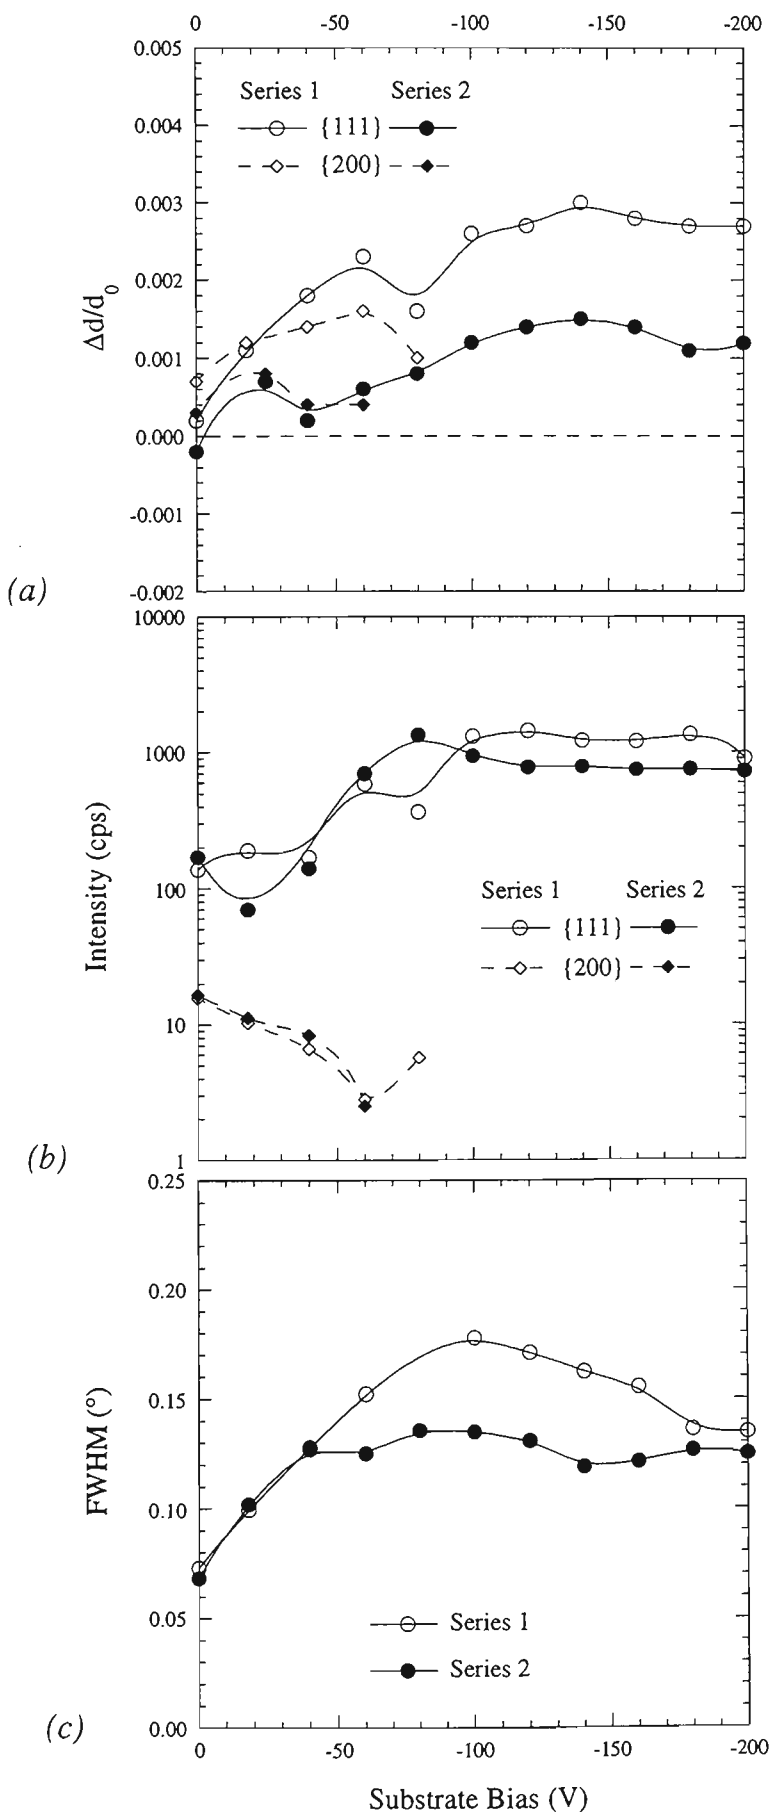 0 -50 -100 -150 -200
0.005
Series 1 Series 2
0.004
{111}
{200}
0.003
0.002
Δd/d0
0.001
0.000
-0.001
(a)
-0.002
10000
1000
Intensity (cps)
100
Series 1 Series 2
{111}
{200}
10
(b)
1
0.25
0.20
0.15
FWHM (°)
0.10
0.05
Series 1
Series 2
(c)
0.00
0 -50 -100 -150 -200
Substrate Bias (V)